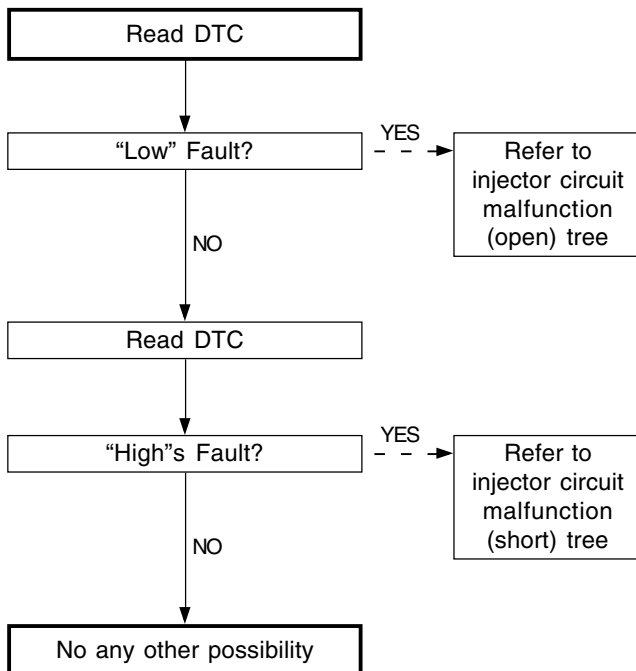 Read DTC
“Low” Fault?
YES
Refer to
injector circuit
malfunction
(open) tree
NO
Read DTC
“High”s Fault?
YES
Refer to
injector circuit
malfunction
(short) tree
NO
No any other possibility